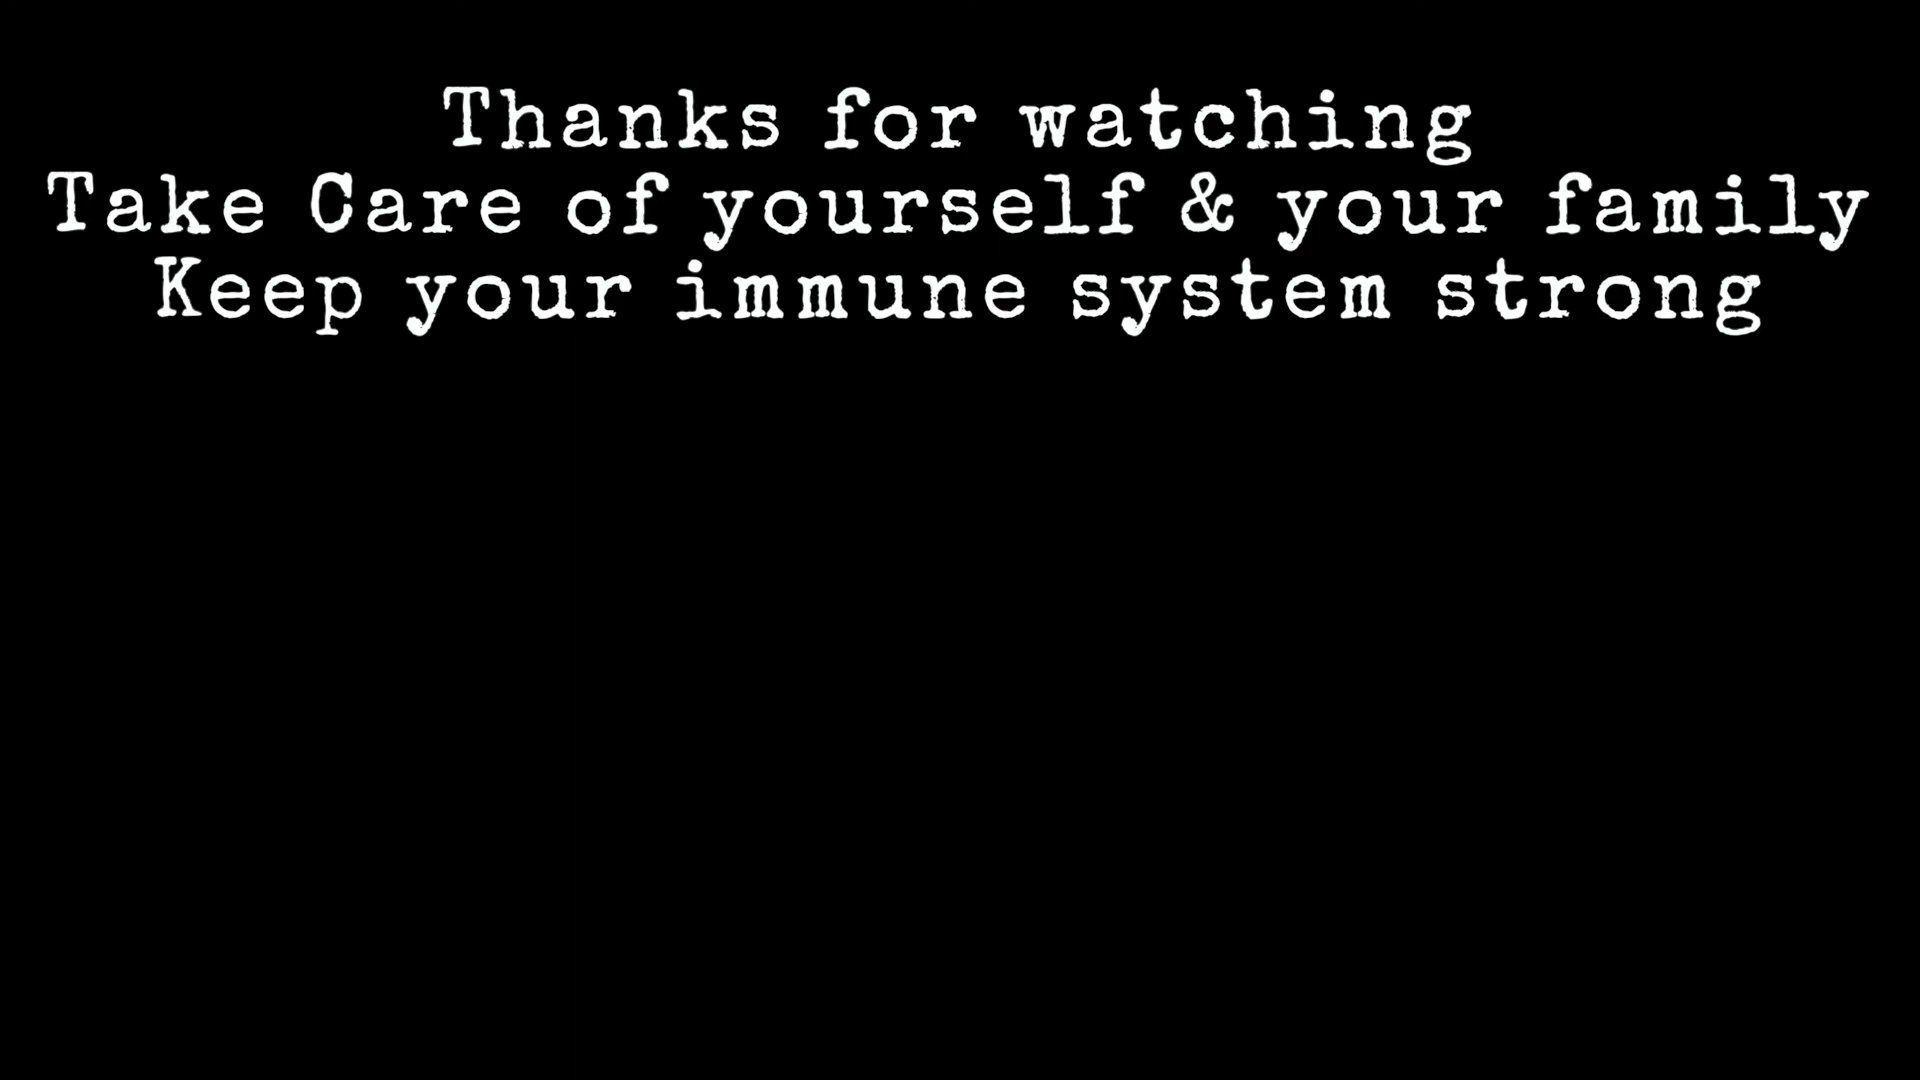 Thanks for watching
Take Care of yourself & your family
Keep your immune system strong